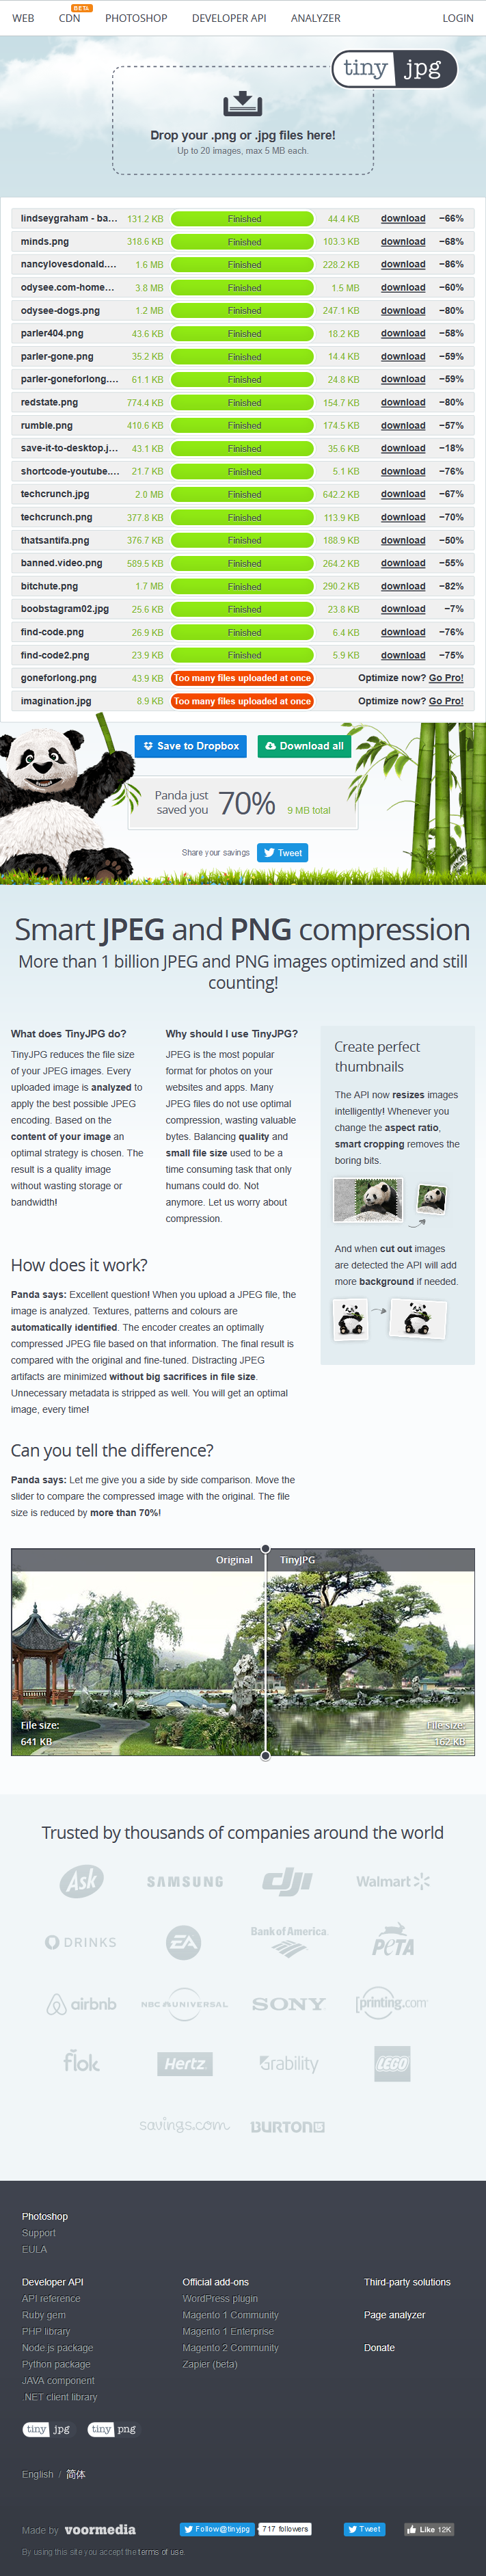 WEB CDN BETA PHOTOSHOP DEVELOPER API ANALYZER LOGIN
tiny jpg
Drop your .png or .jpg files here!
Up to 20 images, max 5 MB each.
lindseygraham - ba... 131.2 KB Finished 44.4 KB download −66%
minds.png 318.6 KB Finished 103.3 KB download −68%
nancylovesdonald.... 1.6 MB Finished 228.2 KB download −86%
odysee.com-home... 3.8 MB Finished 1.5 MB download −60%
odysee-dogs.png 1.2 MB Finished 247.1 KB download −80%
parler404.png 43.6 KB Finished 18.2 KB download −58%
parler-gone.png 35.2 KB Finished 14.4 KB download −59%
parler-goneforlong.... 61.1 KB Finished 24.8 KB download −59%
redstate.png 774.4 KB Finished 154.7 KB download −80%
rumble.png 410.6 KB Finished 174.5 KB download −57%
save-it-to-desktop.j... 43.1 KB Finished 35.6 KB download −18%
shortcode-youtube.... 21.7 KB Finished 5.1 KB download −76%
techcrunch.jpg 2.0 MB Finished 642.2 KB download −67%
techcrunch.png 377.8 KB Finished 113.9 KB download −70%
thatsantifa.png 376.7 KB Finished 188.9 KB download −50%
banned.video.png 589.5 KB Finished 264.2 KB download −55%
bitchute.png 1.7 MB Finished 290.2 KB download −82%
boobstagram02.jpg 25.6 KB Finished 23.8 KB download −7%
find-code.png 26.9 KB Finished 6.4 KB download −76%
find-code2.png 23.9 KB Finished 5.9 KB download −75%
goneforlong.png 43.9 KB Too many files uploaded at once Optimize now? Go Pro!
imagination.jpg 8.9 KB Too many files uploaded at once Optimize now? Go Pro!
Save to Dropbox Download all
Panda just saved you 70% 9 MB total
Share your savings Tweet
Smart JPEG and PNG compression
More than 1 billion JPEG and PNG images optimized and still
counting!
What does TinyJPG do?
TinyJPG reduces the file size
of your JPEG images. Every
uploaded image is analyzed to
apply the best possible JPEG
encoding. Based on the
content of your image an
optimal strategy is chosen. The
result is a quality image
without wasting storage or
bandwidth!
Why should I use TinyJPG?
JPEG is the most popular
format for photos on your
websites and apps. Many
JPEG files do not use optimal
compression, wasting valuable
bytes. Balancing quality and
small file size used to be a
time consuming task that only
humans could do. Not
anymore. Let us worry about
compression.
Create perfect
thumbnails
The API now resizes images
intelligently! Whenever you
change the aspect ratio,
smart cropping removes the
boring bits.
And when cut out images
are detected the API will add
more background if needed.
How does it work?
Panda says: Excellent question! When you upload a JPEG file, the
image is analyzed. Textures, patterns and colours are
automatically identified. The encoder creates an optimally
compressed JPEG file based on that information. The final result is
compared with the original and fine-tuned. Distracting JPEG
artifacts are minimized without big sacrifices in file size.
Unnecessary metadata is stripped as well. You will get an optimal
image, every time!
Can you tell the difference?
Panda says: Let me give you a side by side comparison. Move the
slider to compare the compressed image with the original. The file
size is reduced by more than 70%!
Original TinyJPG
File size: File size:
641 KB 162 KB
Trusted by thousands of companies around the world
Ask SAMSUNG dji Walmart
DRINKS EA Bank of America PeTA
airbnb NBCUNIVERSAL SONY printing.com
flok Hertz Grability LEGO
savings.com BURTON
Photoshop
Support
EULA
Developer API
API reference
Ruby gem
PHP library
Node.js package
Python package
JAVA component
.NET client library
Official add-ons
WordPress plugin
Magento 1 Community
Magento 1 Enterprise
Magento 2 Community
Zapier (beta)
Third-party solutions
Page analyzer
Donate
tiny jpg tiny png
English / 简体
Made by voormedia Follow @tinyjpg 717 followers Tweet Like 12K
By using this site you accept the terms of use.